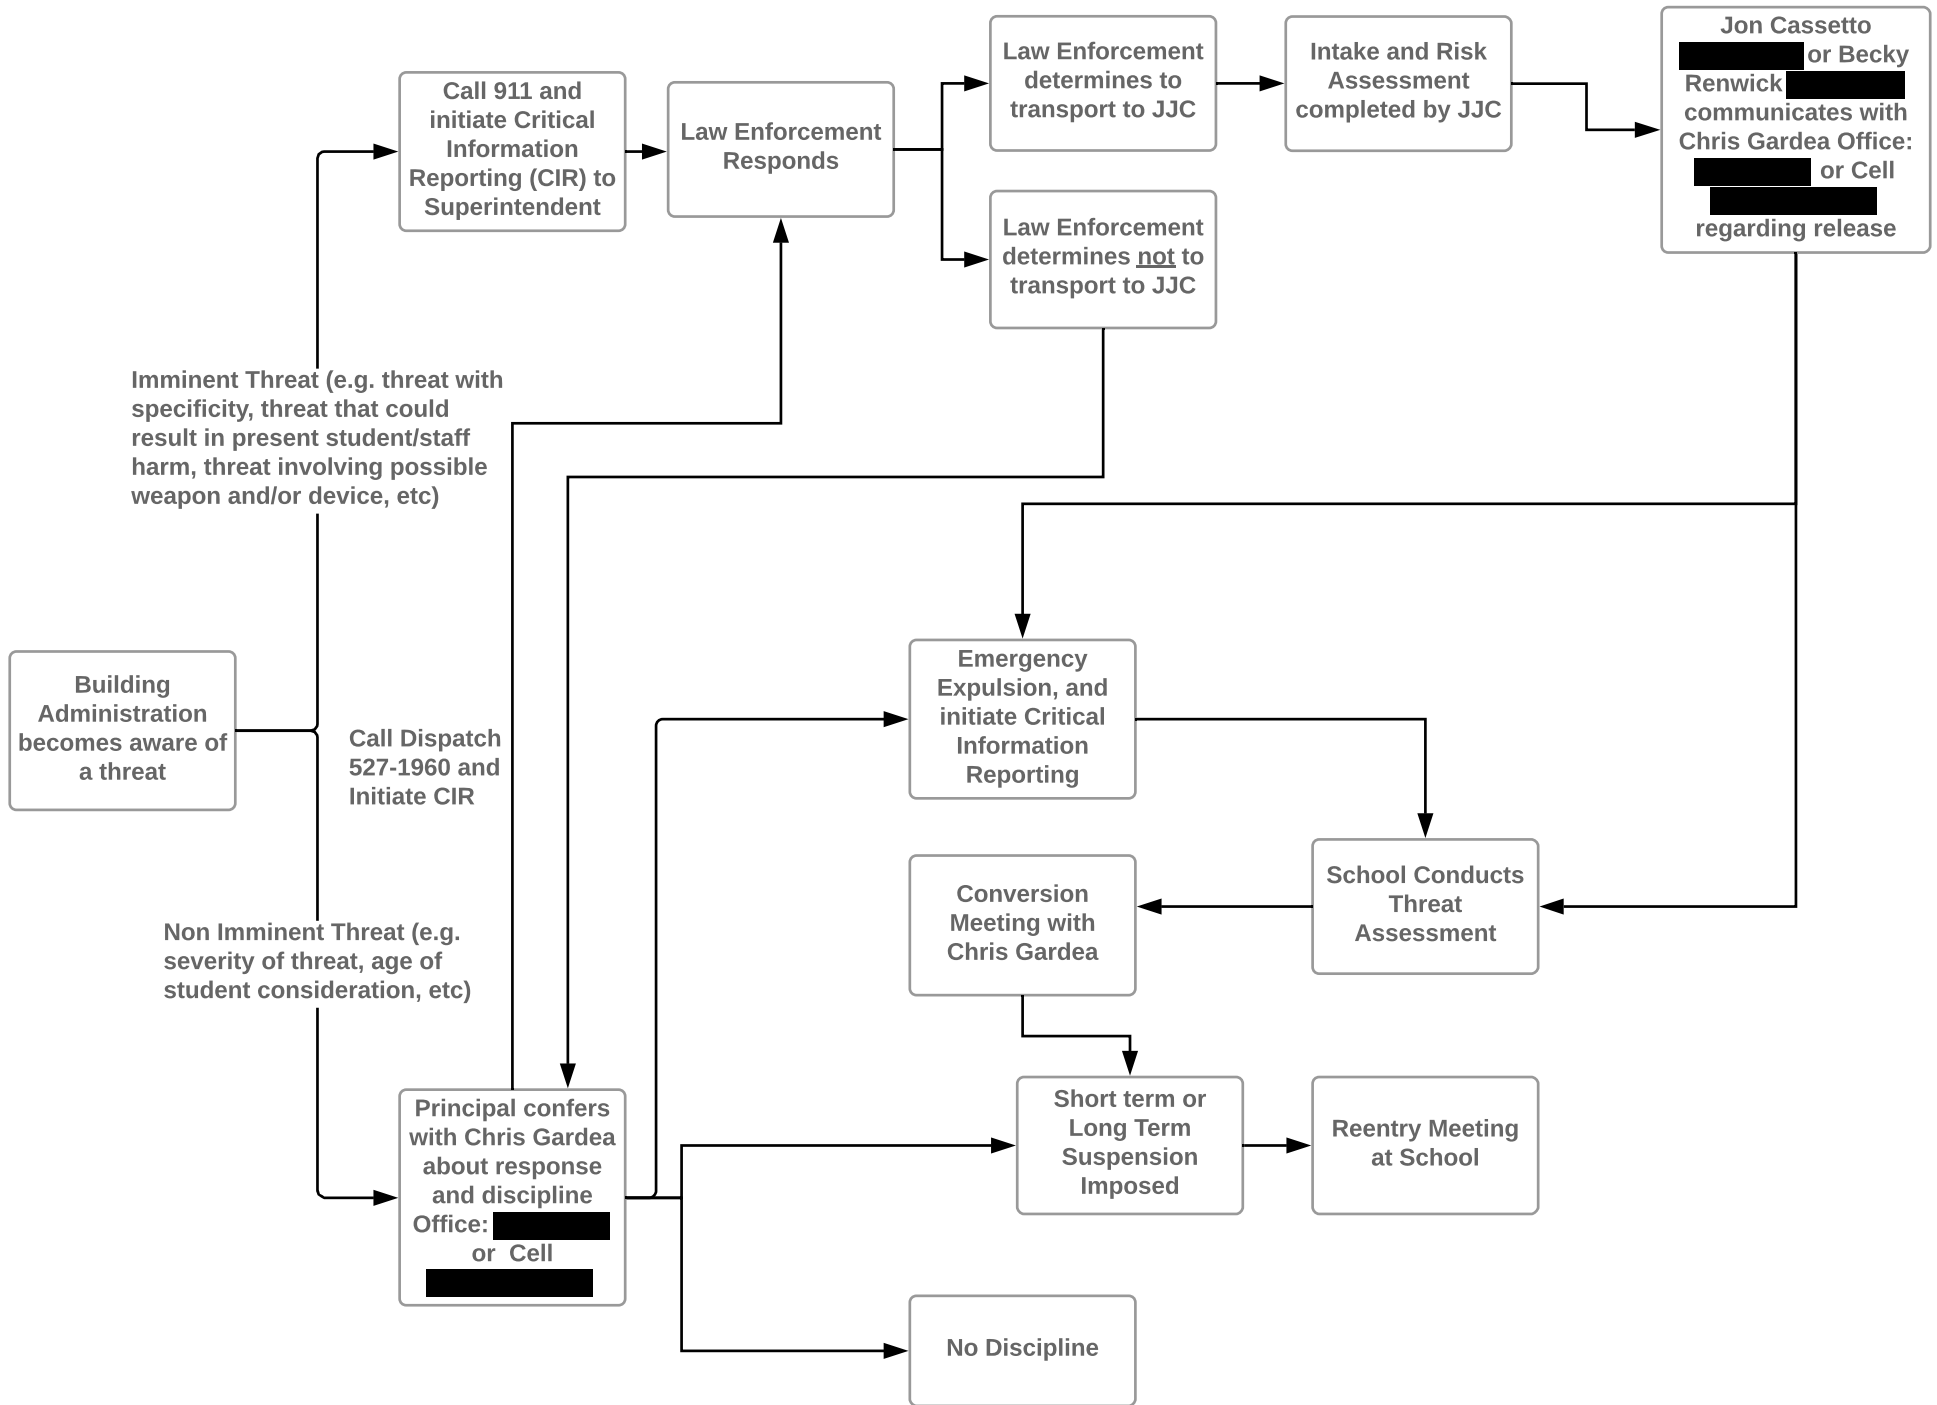 Call 911 and
initiate Critical
Information
Reporting (CIR) to
Superintendent
Law Enforcement
Responds
Law Enforcement
determines to
transport to JJC
Intake and Risk
Assessment
completed by JJC
Jon Cassetto
or Becky
Renwick
communicates with
Chris Gardea Office:
or Cell
regarding release
Law Enforcement
determines not to
transport to JJC
Imminent Threat (e.g. threat with
specificity, threat that could
result in present student/staff
harm, threat involving possible
weapon and/or device, etc)
Building
Administration
becomes aware of
a threat
Call Dispatch
527-1960 and
Initiate CIR
Emergency
Expulsion, and
initiate Critical
Information
Reporting
School Conducts
Threat
Assessment
Conversion
Meeting with
Chris Gardea
Non Imminent Threat (e.g.
severity of threat, age of
student consideration, etc)
Principal confers
with Chris Gardea
about response
and discipline
Office:
or Cell
Short term or
Long Term
Suspension
Imposed
Reentry Meeting
at School
No Discipline